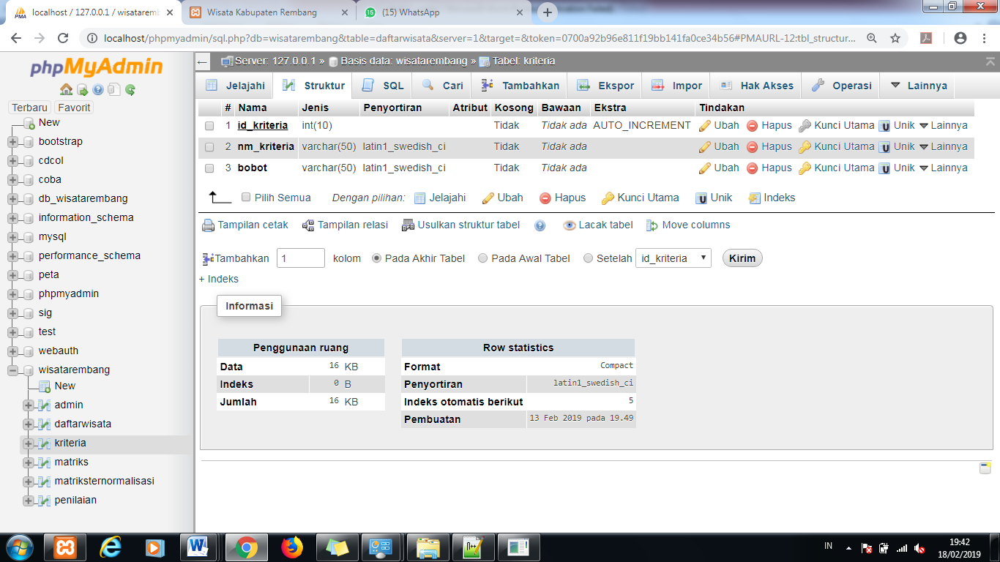 localhost / 127.0.0.1 / wisatarem
Wisata Kabupaten Rembang
(15) WhatsApp
localhost/phpmyadmin/sql.php?db=wisatarembang&table=daftarwisata&server=1&target=&token=0700a92b96e811f19bb141fa0ce34b56#PMAURL-12:tbl_structur...
phpMyAdmin
Terbaru Favorit
New
bootstrap
cdcol
coba
db_wisatarembang
information_schema
mysql
performance_schema
peta
phpmyadmin
sig
test
webauth
wisatarembang
New
admin
daftarwisata
kriteria
matriks
matriksternormalisasi
penilaian
Server: 127.0.0.1 » Basis data: wisatarembang » Tabel: kriteria
Jelajahi Struktur SQL Cari Tambahkan Ekspor Impor Hak Akses Operasi Lainnya
# Nama Jenis Penyortiran Atribut Kosong Bawaan Ekstra Tindakan
1 id_kriteria int(10) Tidak Tidak ada AUTO_INCREMENT Ubah Hapus Kunci Utama Unik Lainnya
2 nm_kriteria varchar(50) latin1_swedish_ci Tidak Tidak ada Ubah Hapus Kunci Utama Unik Lainnya
3 bobot varchar(50) latin1_swedish_ci Tidak Tidak ada Ubah Hapus Kunci Utama Unik Lainnya
Pilih Semua Dengan pilihan: Jelajahi Ubah Hapus Kunci Utama Unik Indeks
Tampilan cetak Tampilan relasi Usulkan struktur tabel Lacak tabel Move columns
Tambahkan 1 kolom Pada Akhir Tabel Pada Awal Tabel Setelah id_kriteria Kirim
+ Indeks
Informasi
Penggunaan ruang
Data 16 KB
Indeks 0 B
Jumlah 16 KB
Row statistics
Format Compact
Penyortiran latin1_swedish_ci
Indeks otomatis berikut 5
Pembuatan 13 Feb 2019 pada 19.49
IN
19:42
18/02/2019